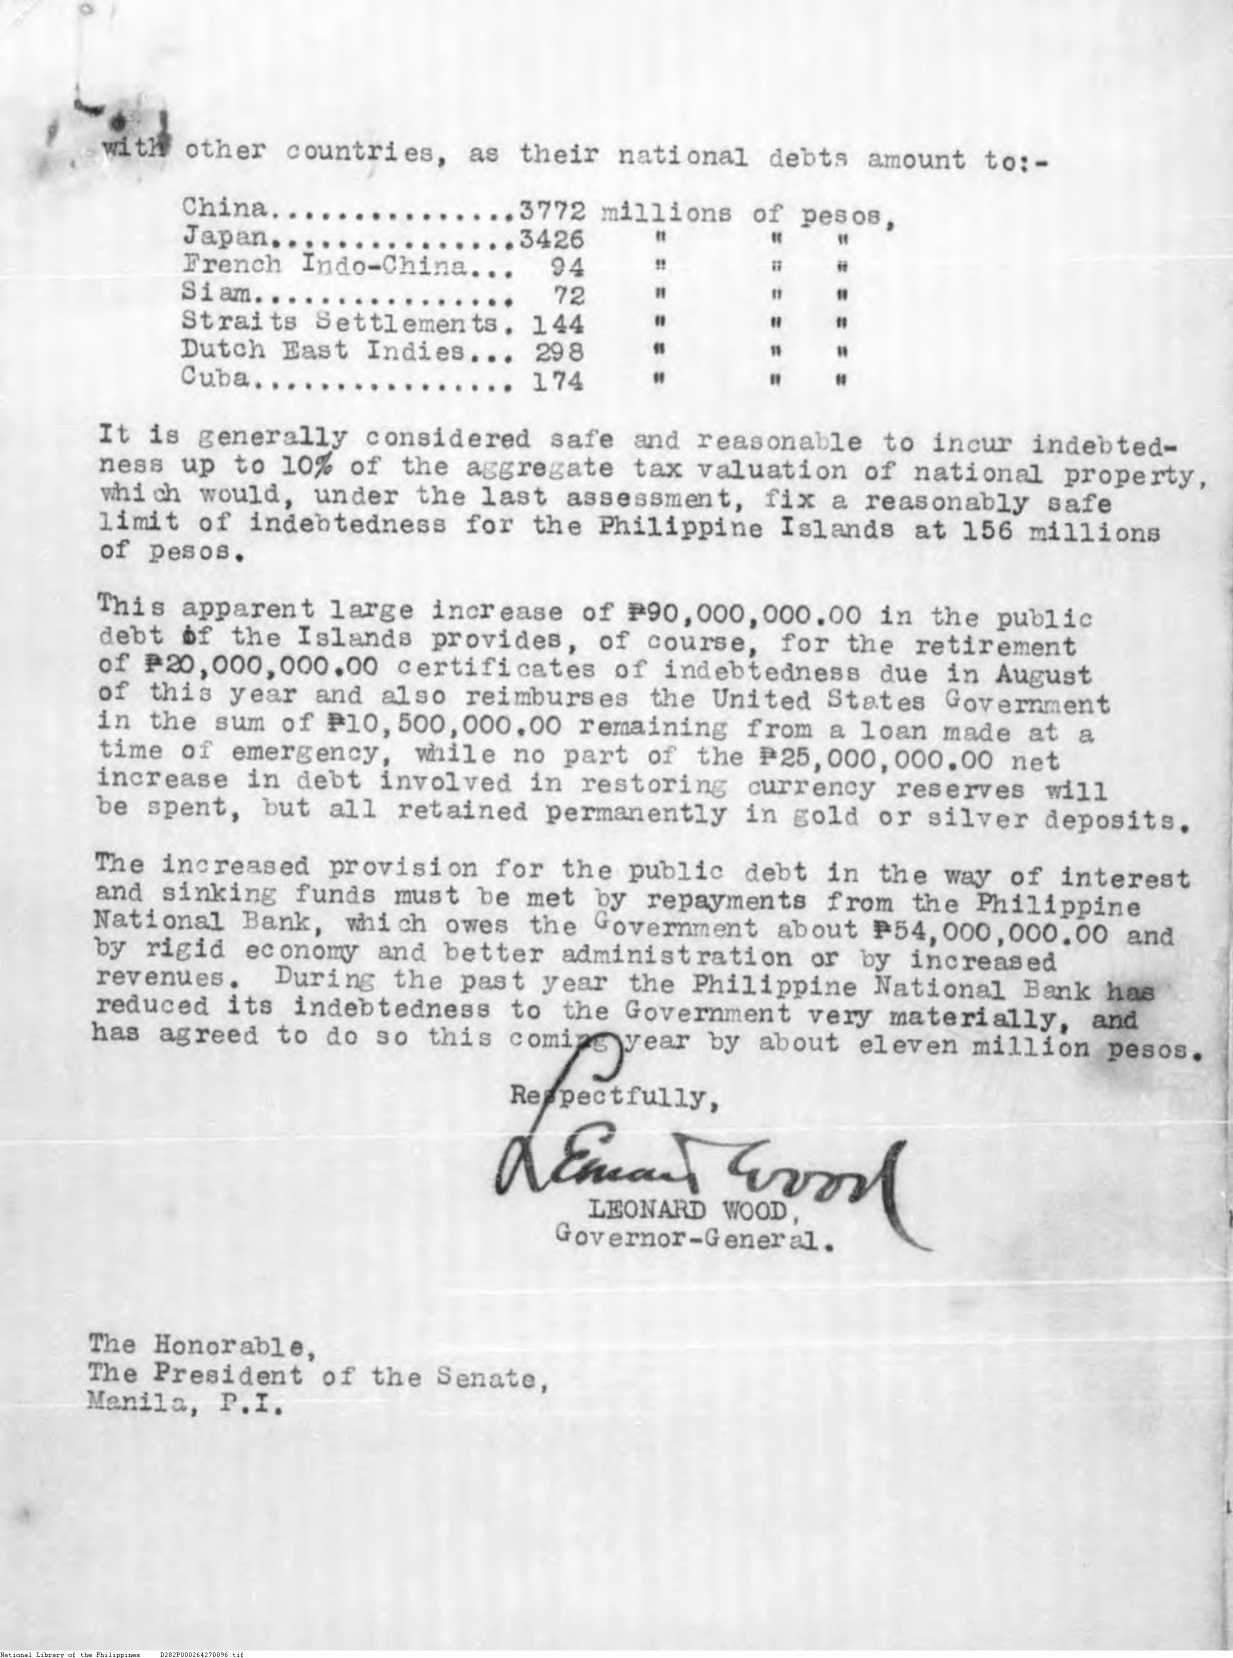 with other countries, as their national debts amount to:-
China...............3772 millions of pesos,
Japan...............3426 " " "
French Indo-China... 94 " " "
Siam................ 72 " " "
Straits Settlements. 144 " " "
Dutch East Indies... 298 " " "
Cuba................ 174 " " "
It is generally considered safe and reasonable to incur indebted-
ness up to 10% of the aggregate tax valuation of national property,
which would, under the last assessment, fix a reasonably safe
limit of indebtedness for the Philippine Islands at 156 millions
of pesos.
This apparent large increase of ₱90,000,000.00 in the public
debt of the Islands provides, of course, for the retirement
of ₱20,000,000.00 certificates of indebtedness due in August
of this year and also reimburses the United States Government
in the sum of ₱10,500,000.00 remaining from a loan made at a
time of emergency, while no part of the ₱25,000,000.00 net
increase in debt involved in restoring currency reserves will
be spent, but all retained permanently in gold or silver deposits.
The increased provision for the public debt in the way of interest
and sinking funds must be met by repayments from the Philippine
National Bank, which owes the Government about ₱54,000,000.00 and
by rigid economy and better administration or by increased
revenues. During the past year the Philippine National Bank has
reduced its indebtedness to the Government very materially, and
has agreed to do so this coming year by about eleven million pesos.
Respectfully,
Leonard Wood
LEONARD WOOD,
Governor-General.
The Honorable,
The President of the Senate,
Manila, P.I.
National Library of the Philippines D282P000264270096.tif